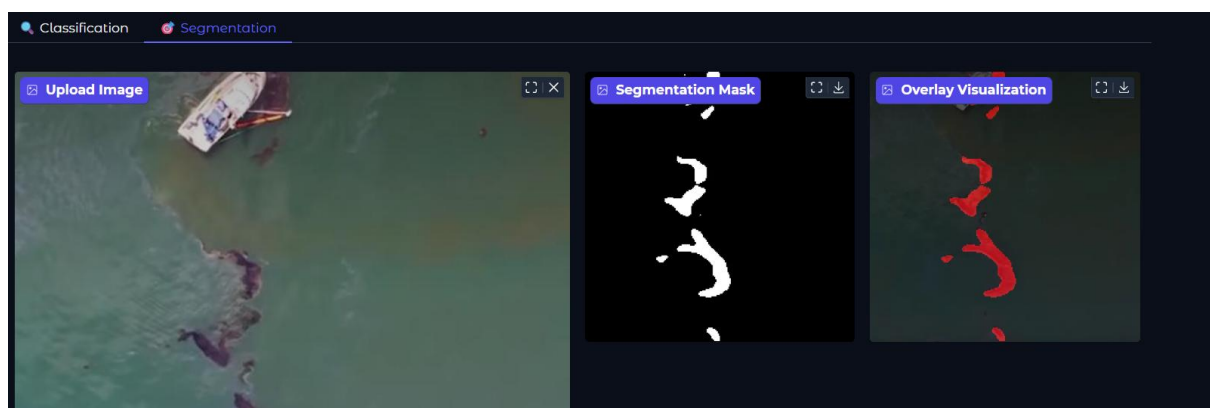 Classification
Segmentation
Upload Image
Segmentation Mask
Overlay Visualization